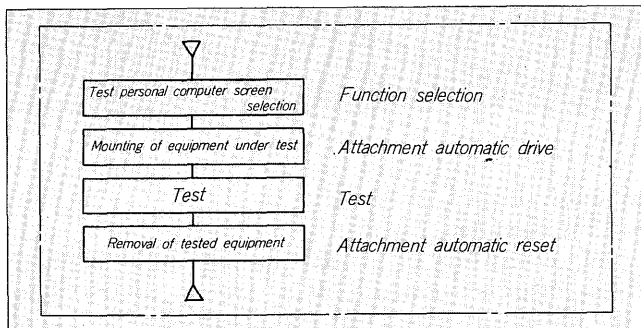 Test personal computer screen
selection
Function selection
Mounting of equipment under test
Attachment automatic drive
Test
Test
Removal of tested equipment
Attachment automatic reset